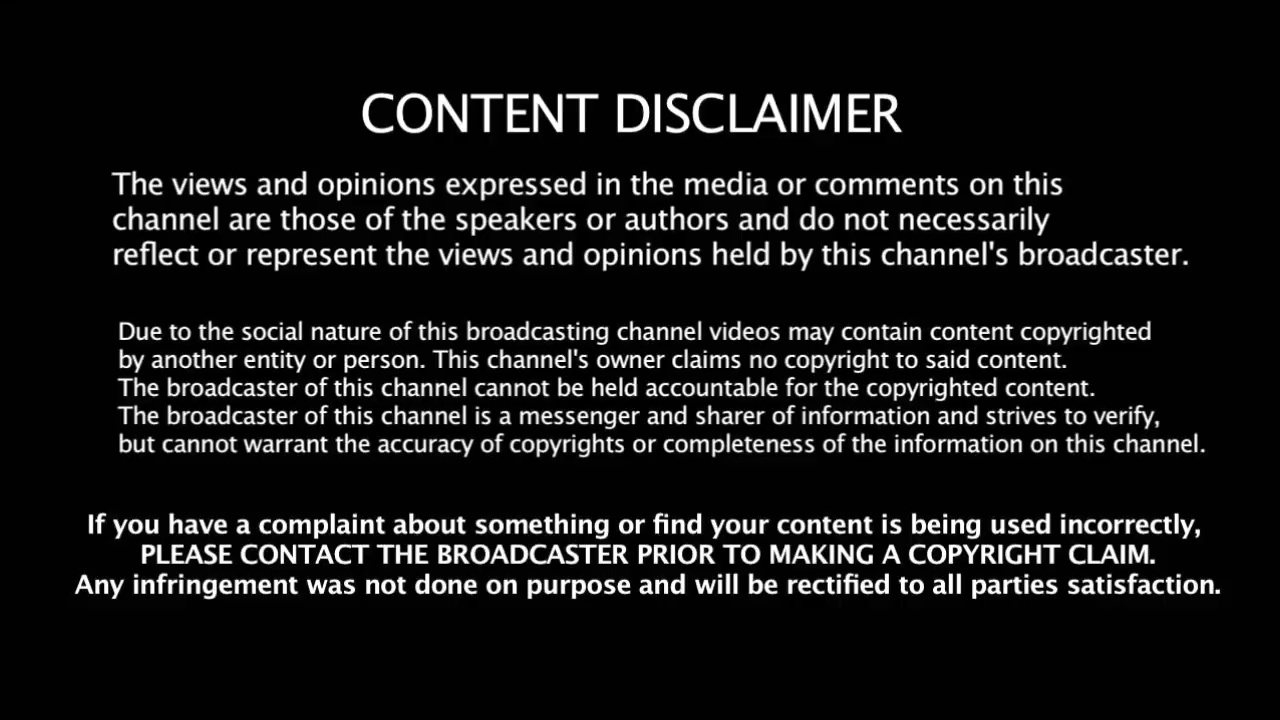 CONTENT DISCLAIMER
The views and opinions expressed in the media or comments on this
channel are those of the speakers or authors and do not necessarily
reflect or represent the views and opinions held by this channel's broadcaster.
Due to the social nature of this broadcasting channel videos may contain content copyrighted
by another entity or person. This channel's owner claims no copyright to said content.
The broadcaster of this channel cannot be held accountable for the copyrighted content.
The broadcaster of this channel is a messenger and sharer of information and strives to verify,
but cannot warrant the accuracy of copyrights or completeness of the information on this channel.
If you have a complaint about something or find your content is being used incorrectly,
PLEASE CONTACT THE BROADCASTER PRIOR TO MAKING A COPYRIGHT CLAIM.
Any infringement was not done on purpose and will be rectified to all parties satisfaction.